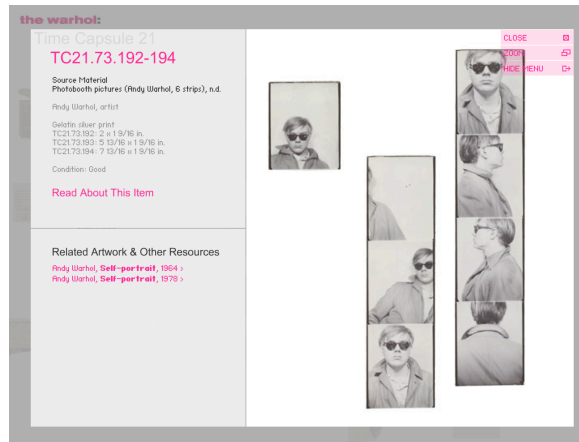 the warhol:
Time Capsule 21
TC21.73.192-194
Source Material
Photobooth pictures (Andy Warhol, 6 strips), n.d.
Andy Warhol, artist
Gelatin silver print
TC21.73.192: 2 x 1 9/16 in.
TC21.73.193: 5 13/16 x 1 9/16 in.
TC21.73.194: 7 13/16 x 1 9/16 in.
Condition: Good
Read About This Item
Related Artwork & Other Resources
Andy Warhol, Self-portrait, 1964 >
Andy Warhol, Self-portrait, 1978 >
CLOSE
ZOOM
HIDE MENU